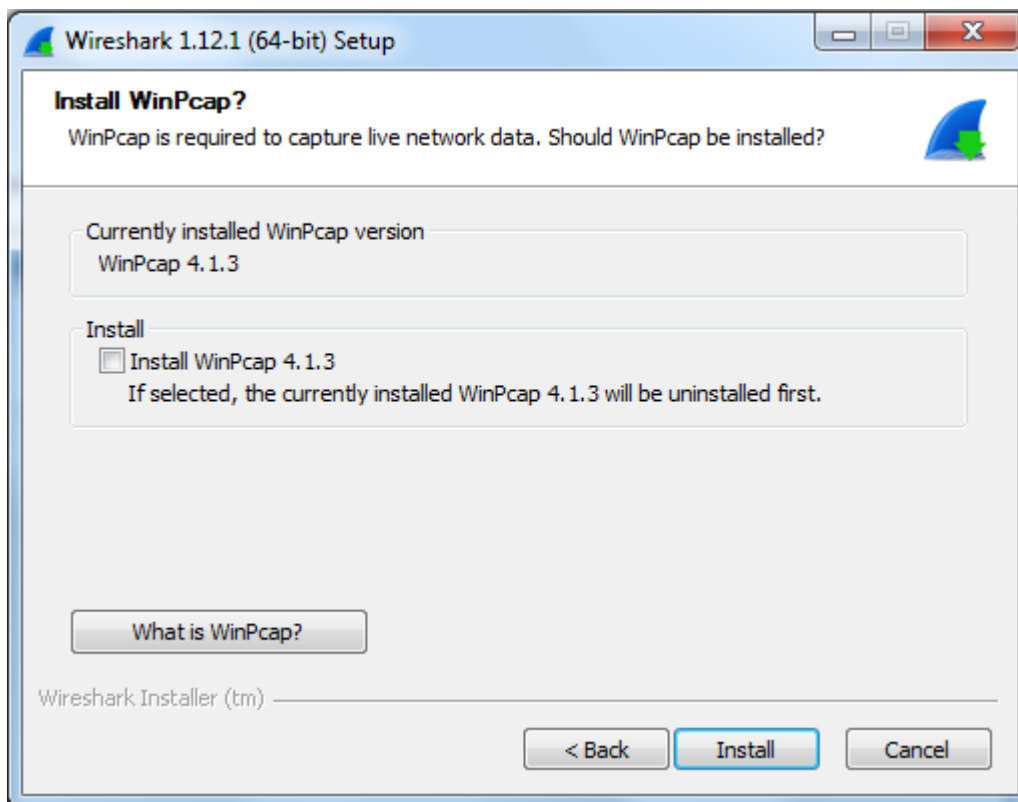 Wireshark 1.12.1 (64-bit) Setup
Install WinPcap?
WinPcap is required to capture live network data. Should WinPcap be installed?
Currently installed WinPcap version
WinPcap 4.1.3
Install
Install WinPcap 4.1.3
If selected, the currently installed WinPcap 4.1.3 will be uninstalled first.
What is WinPcap?
Wireshark Installer (tm)
< Back
Install
Cancel